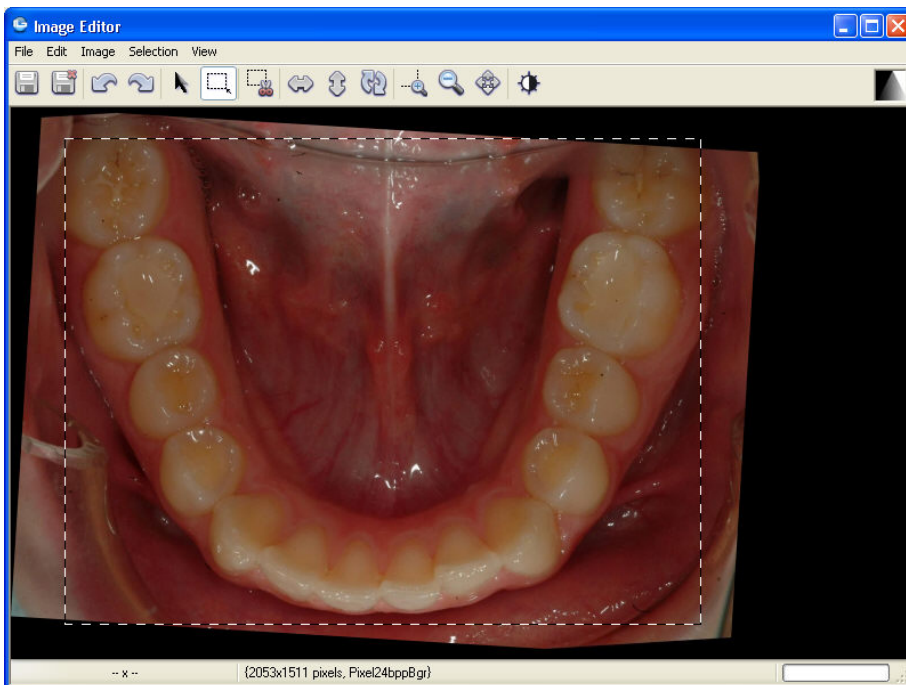 Image Editor
File Edit Image Selection View
-- x -- {2053x1511 pixels, Pixel24bppBgr}